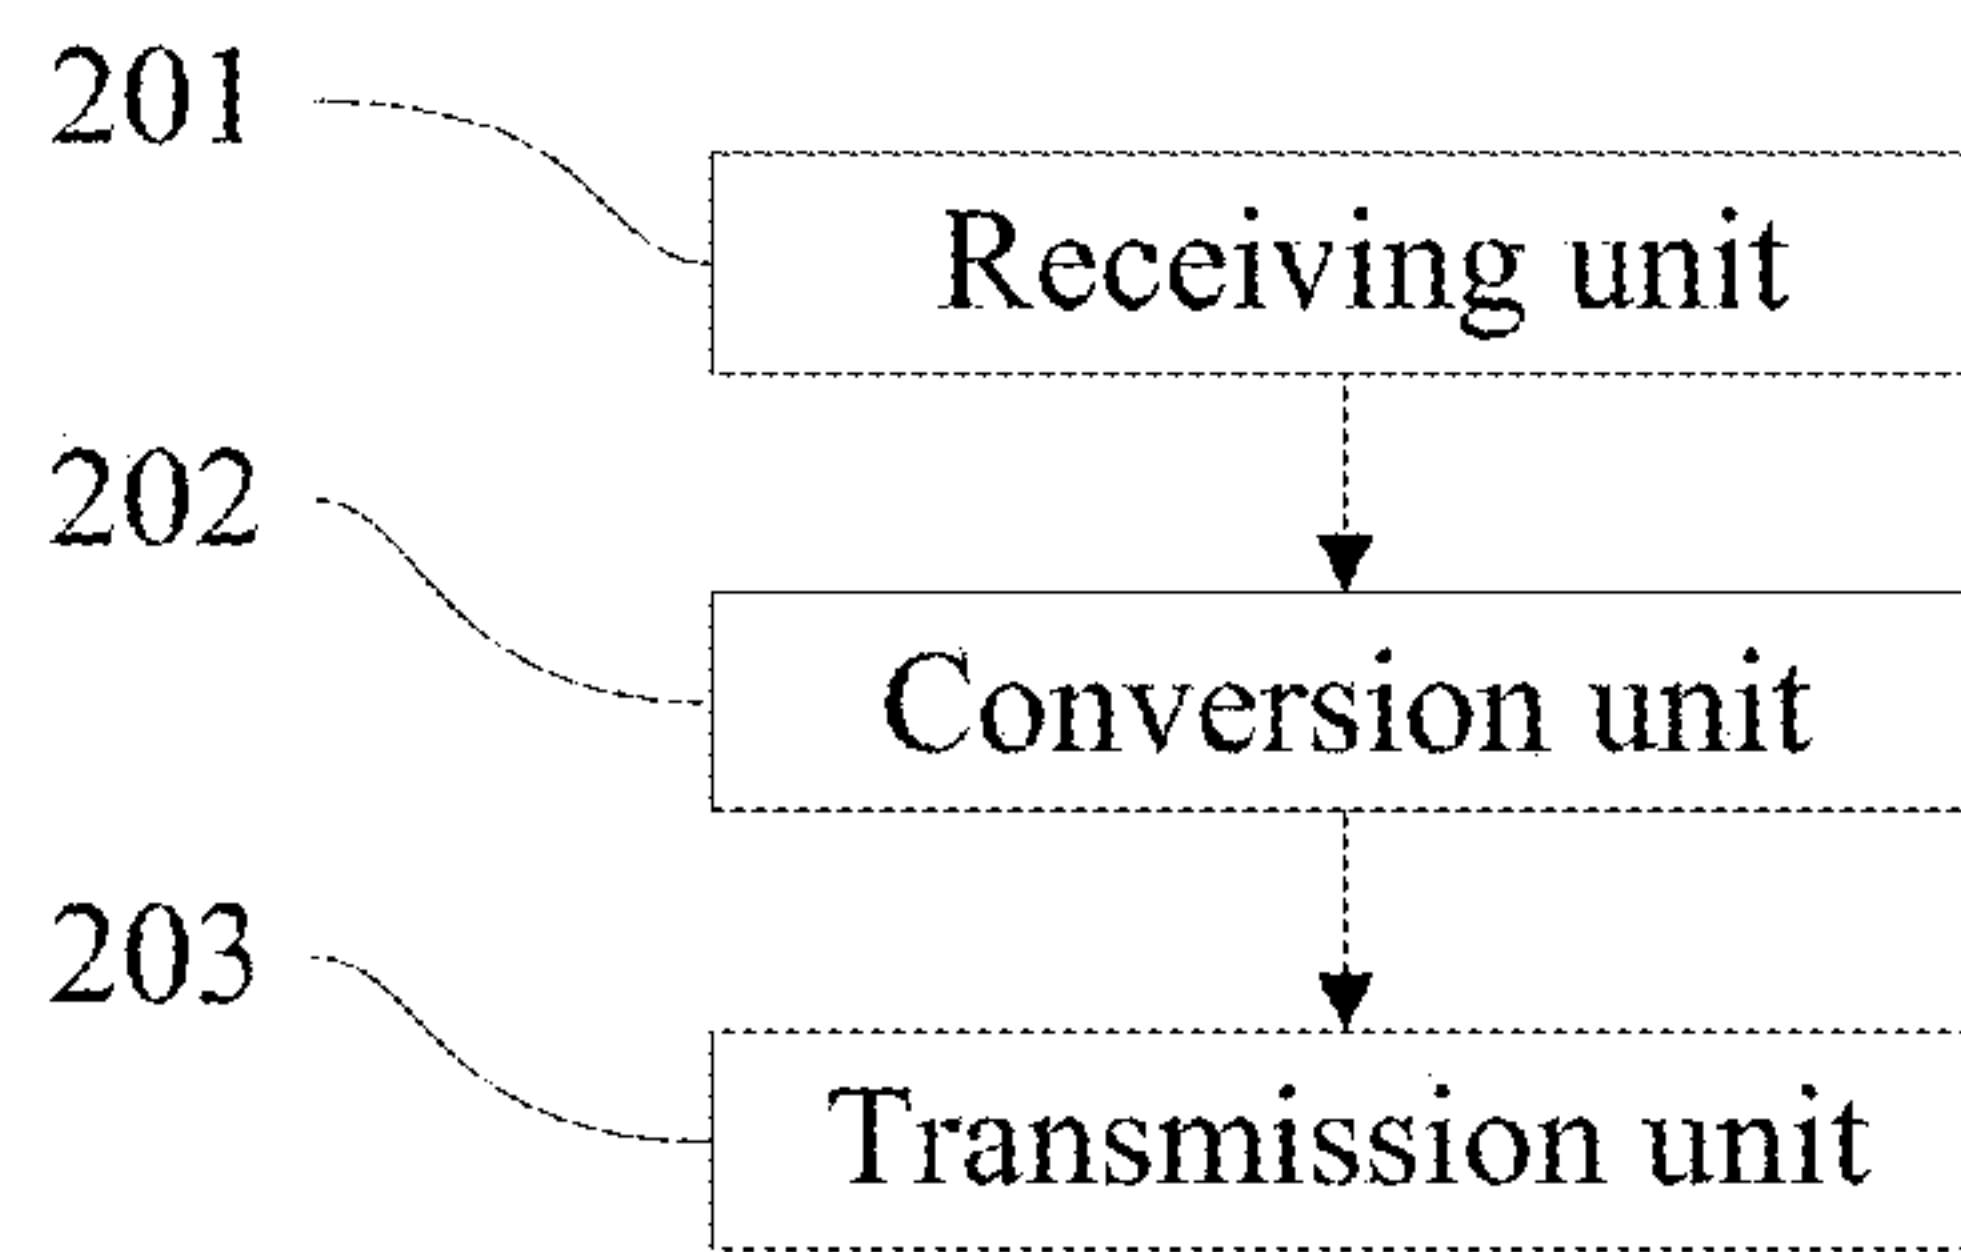 201
Receiving unit
202
Conversion unit
203
Transmission unit